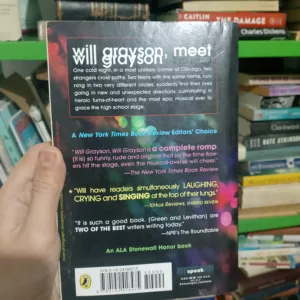 CAITLIN THE DAMAGE
Charles Dickens
will grayson, meet
will grayson
One cold night, in a most unlikely corner of Chicago, two
strangers cross paths. Two teens with the same name, run-
ning in two very different circles, suddenly find their lives
going in new and unexpected directions, culminating in
heroic turns-of-heart and the most epic musical ever to
grace the high school stage.
A New York Times Book Review Editors' Choice
"Will Grayson, Will Grayson is a complete romp
[It is] so funny, rude and original that by the time
hit the stage, even the musical-averse will cheer."
—The New York Times Book Review
"Will have readers simultaneously LAUGHING,
CRYING and SINGING at the top of their lungs."
—Kirkus Reviews, starred review
"It is such a good book. [Green and Levithan] are
TWO OF THE BEST writers writing today."
—NPR's The Roundtable
An ALA Stonewall Honor book
speak